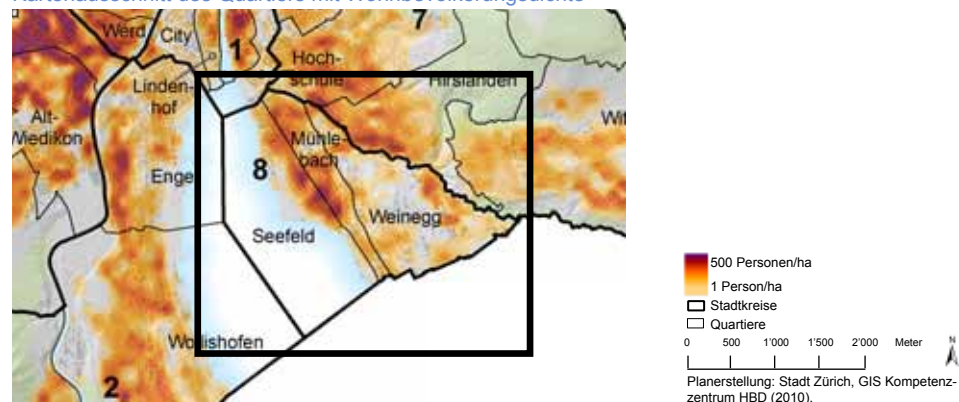 Kartenausschnitt des Quartiers mit Wohnbevölkerungsdichte
Werd
City
1
7
Hoch-
schule
Hirslanden
Linden-
hof
Alt-
Wiedikon
Mühle-
bach
Wit
Enge
8
Weinegg
Seefeld
Wollishofen
2
500 Personen/ha
1 Person/ha
Stadtkreise
Quartiere
0 500 1'000 1'500 2'000 Meter N
Planerstellung: Stadt Zürich, GIS Kompetenz-
zentrum HBD (2010).